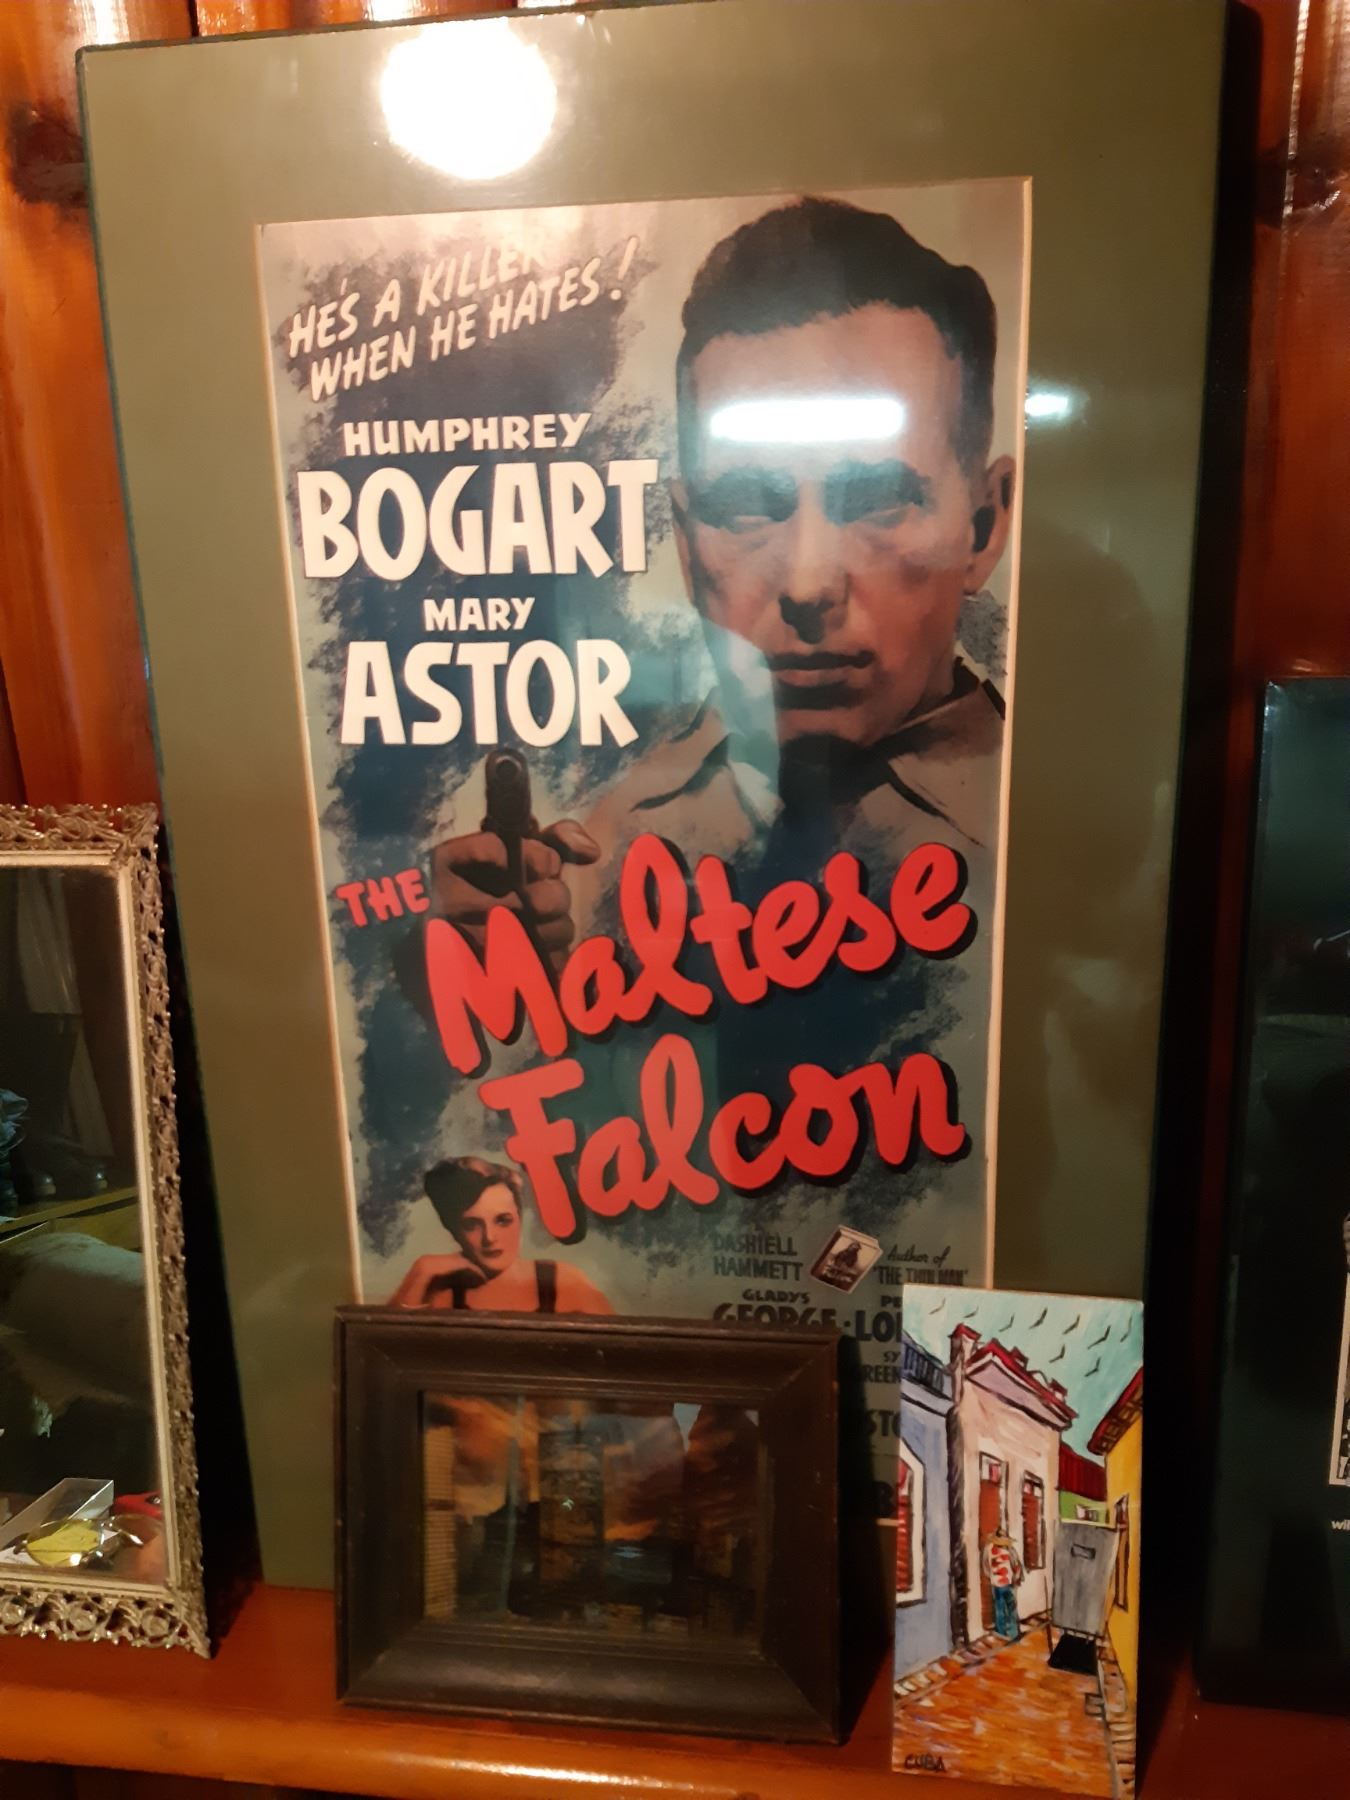 HE'S A KILLER
WHEN HE HATES!
HUMPHREY
BOGART
MARY
ASTOR
THE
Maltese
Falcon
DASHIELL
HAMMETT
Author of
"THE THIN MAN"
GLADYS
GEORGE
CUBA